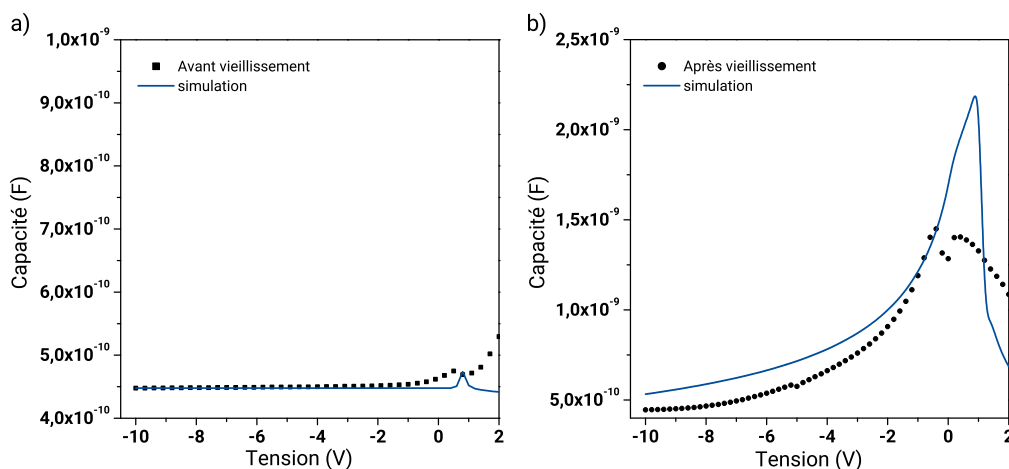 a)
1,0x10⁻⁹
9,0x10⁻¹⁰
8,0x10⁻¹⁰
7,0x10⁻¹⁰
6,0x10⁻¹⁰
5,0x10⁻¹⁰
4,0x10⁻¹⁰
Capacité (F)
Avant vieillissement
simulation
-10 -8 -6 -4 -2 0 2
Tension (V)
b)
2,5x10⁻⁹
2,0x10⁻⁹
1,5x10⁻⁹
1,0x10⁻⁹
5,0x10⁻¹⁰
Capacité (F)
Après vieillissement
simulation
-10 -8 -6 -4 -2 0 2
Tension (V)